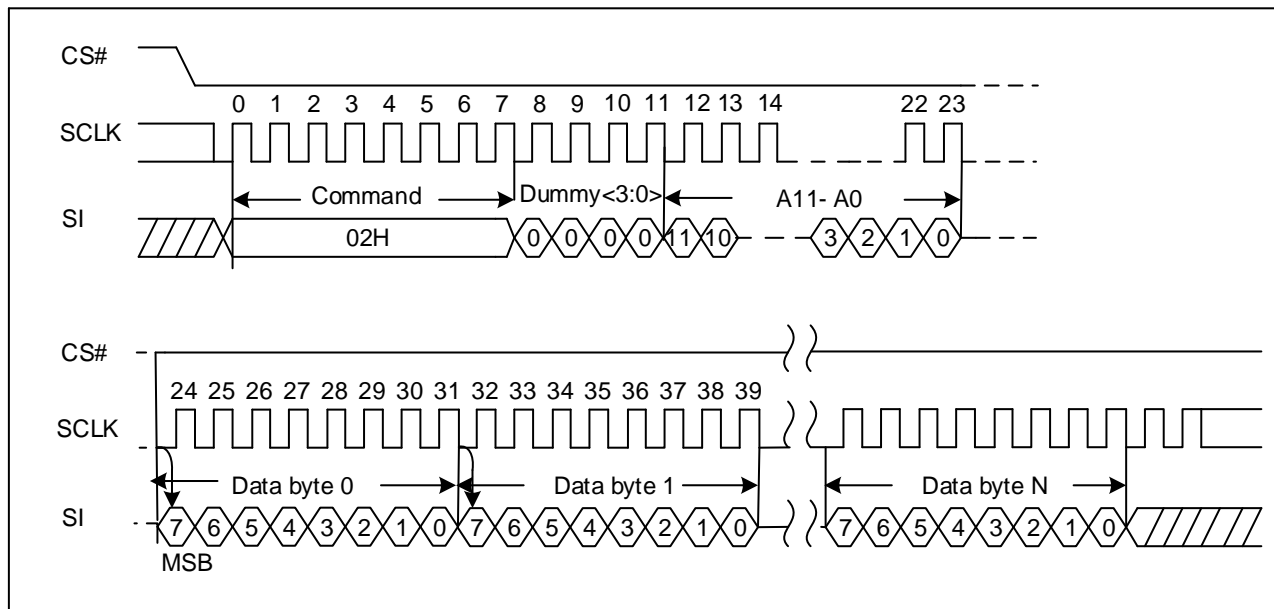 CS#
0 1 2 3 4 5 6 7 8 9 10 11 12 13 14 22 23
SCLK
Command Dummy<3:0> A11- A0
SI
02H 0 0 0 0 11 10 3 2 1 0
CS#
24 25 26 27 28 29 30 31 32 33 34 35 36 37 38 39
SCLK
Data byte 0 Data byte 1 Data byte N
SI
7 6 5 4 3 2 1 0 7 6 5 4 3 2 1 0 7 6 5 4 3 2 1 0
MSB